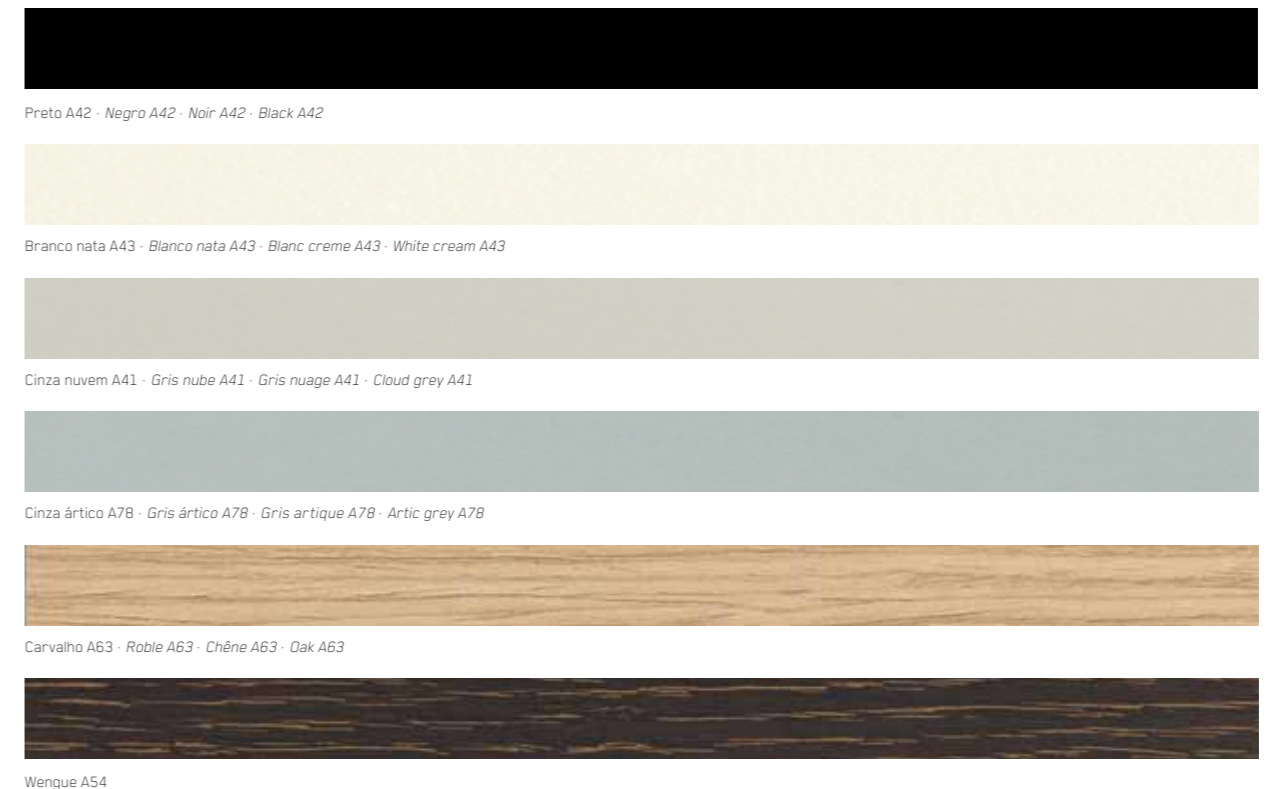 Preto A42 · Negro A42 · Noir A42 · Black A42
Branco nata A43 · Blanco nata A43 · Blanc creme A43 · White cream A43
Cinza nuvem A41 · Gris nube A41 · Gris nuage A41 · Cloud grey A41
Cinza ártico A78 · Gris ártico A78 · Gris artique A78 · Artic grey A78
Carvalho A63 · Roble A63 · Chêne A63 · Oak A63
Wengue A54